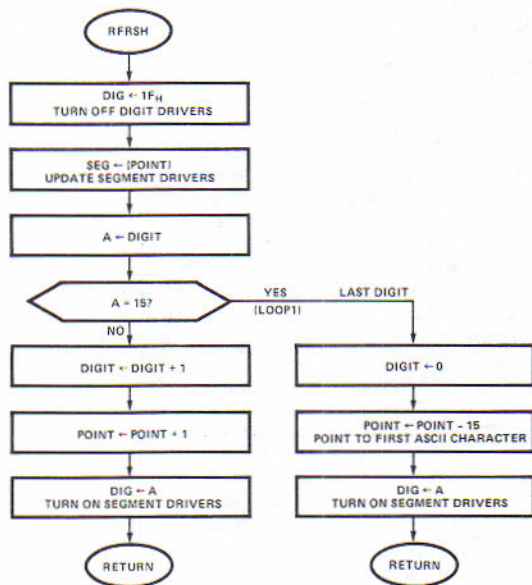 RFRSH
DIG ← 1F_H
TURN OFF DIGIT DRIVERS
SEG ← (POINT)
UPDATE SEGMENT DRIVERS
A ← DIGIT
A = 15?
YES
(LOOP1)
LAST DIGIT
NO
DIGIT ← DIGIT + 1
POINT ← POINT + 1
DIG ← A
TURN ON SEGMENT DRIVERS
RETURN
DIGIT ← 0
POINT ← POINT - 15
POINT TO FIRST ASCII CHARACTER
DIG ← A
TURN ON SEGMENT DRIVERS
RETURN